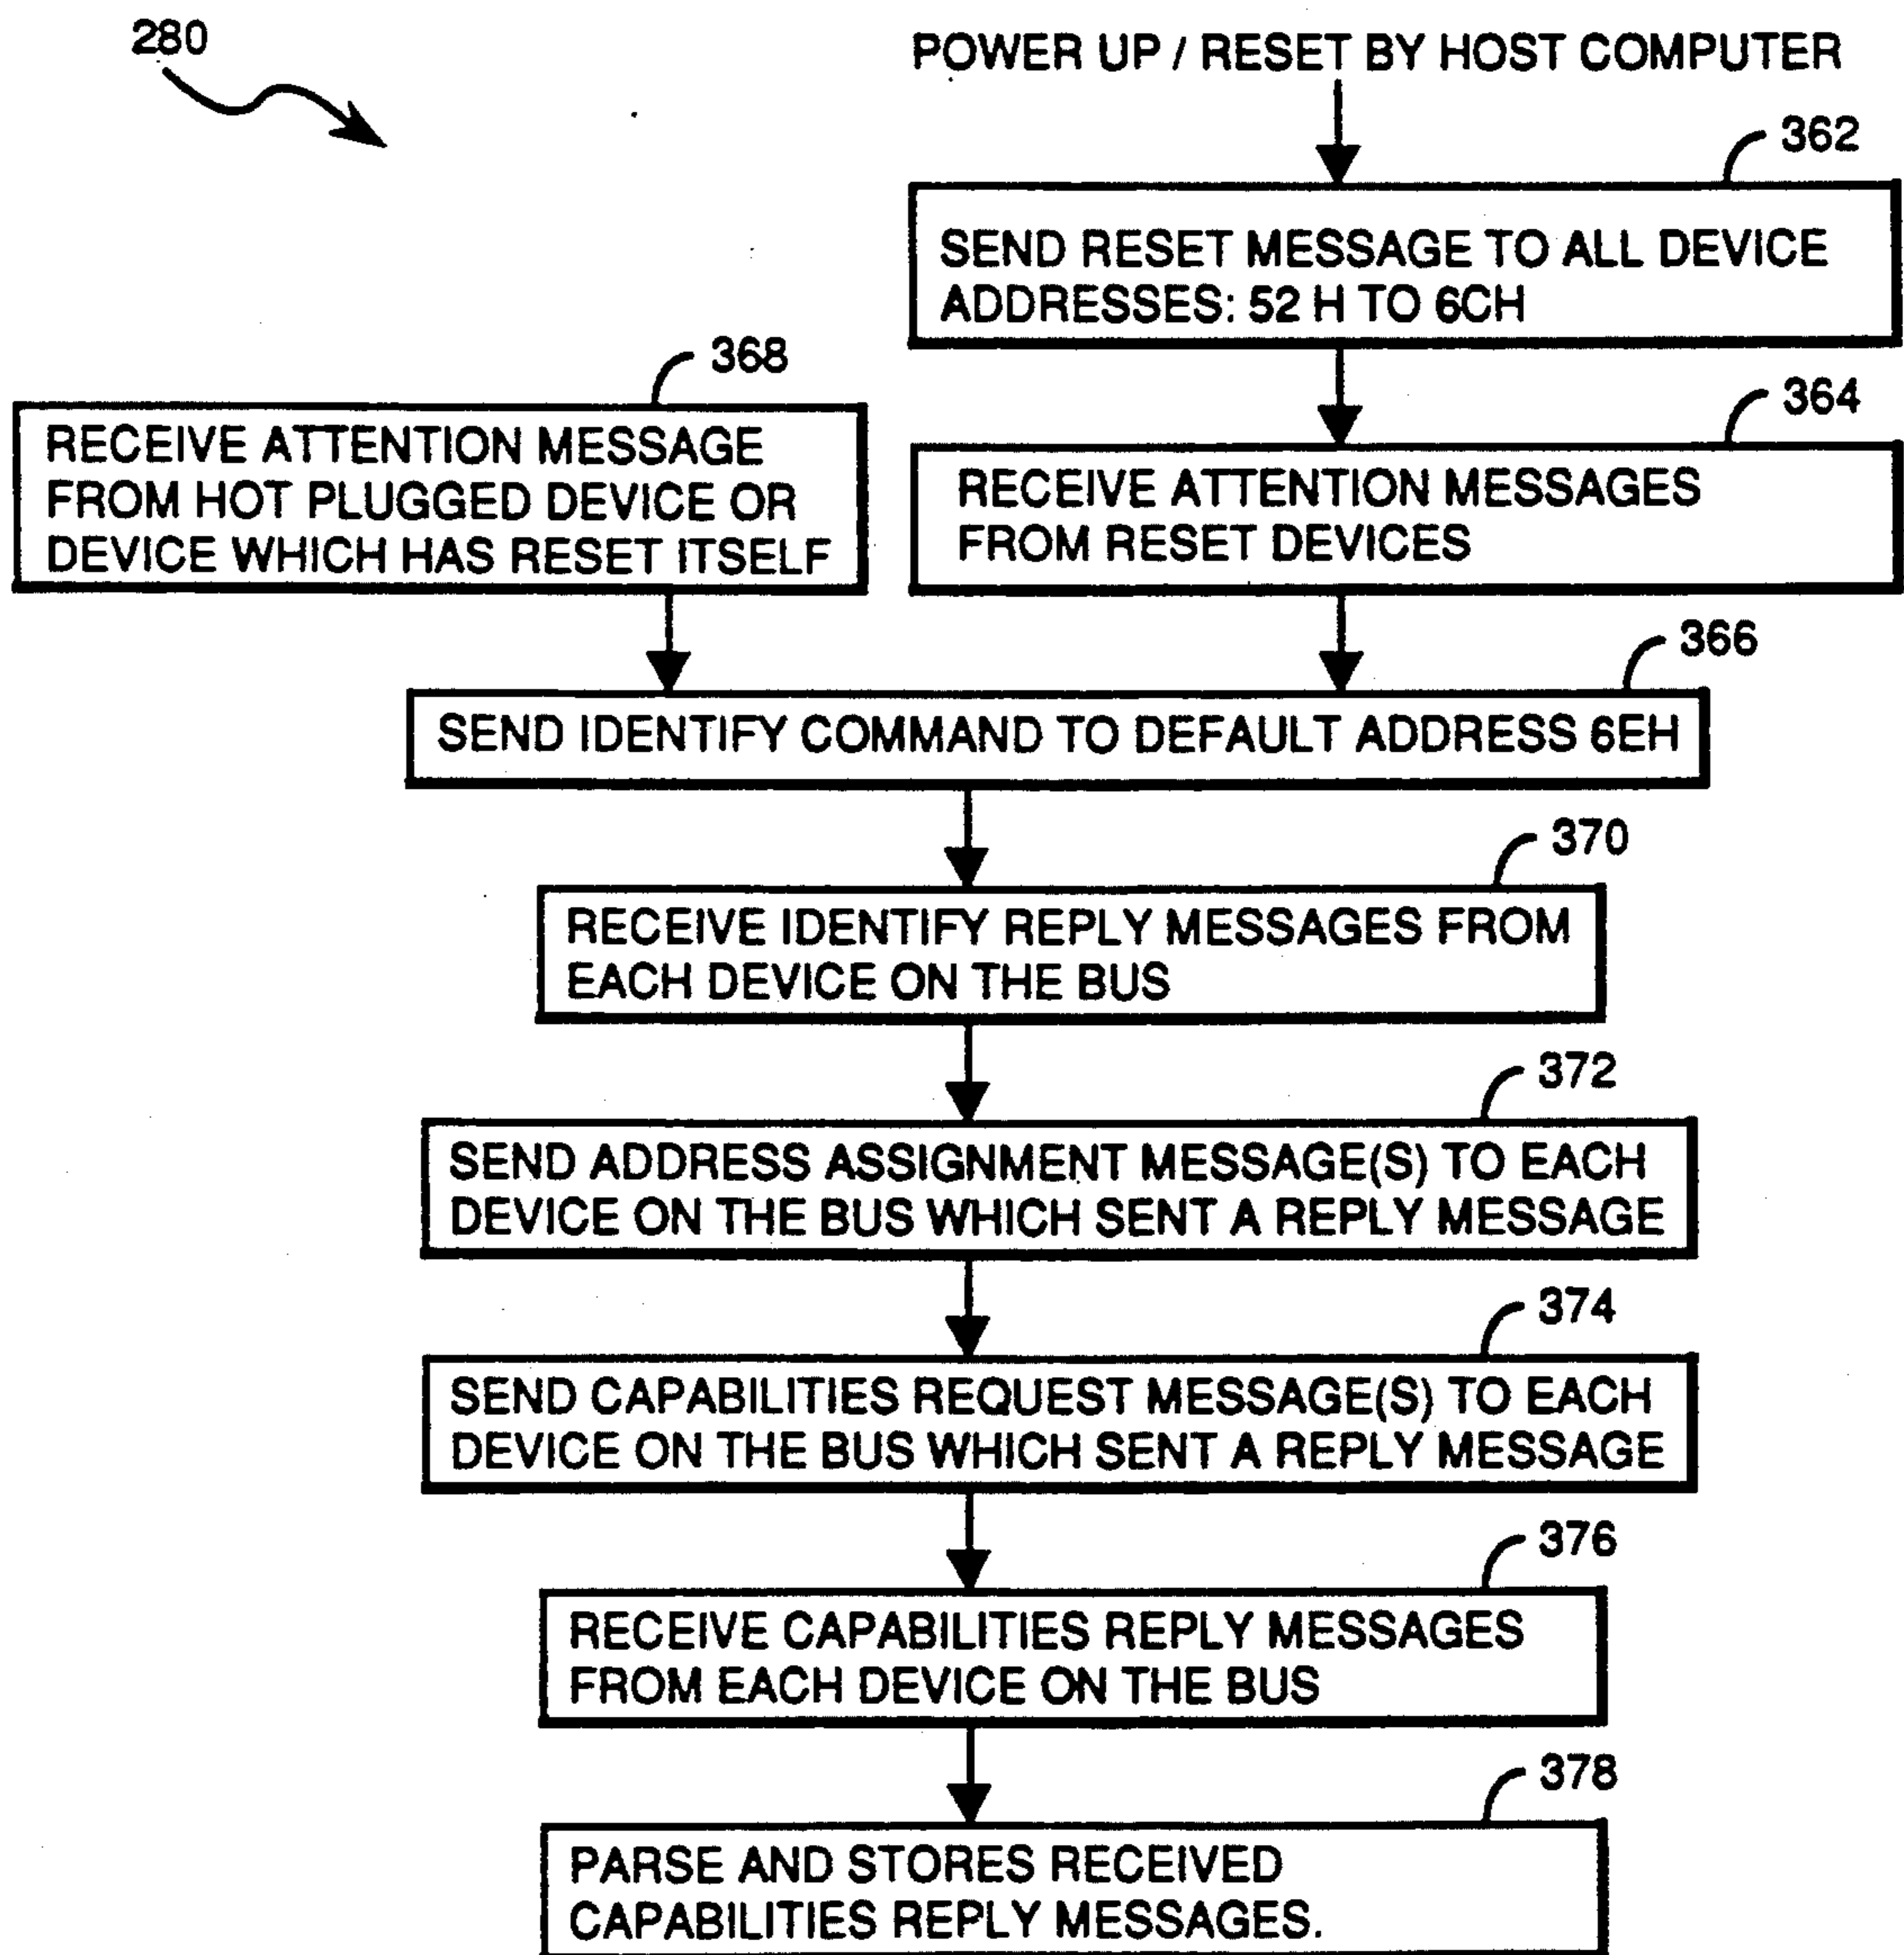 280
POWER UP / RESET BY HOST COMPUTER
362
SEND RESET MESSAGE TO ALL DEVICE
ADDRESSES: 52 H TO 6CH
368
RECEIVE ATTENTION MESSAGE
FROM HOT PLUGGED DEVICE OR
DEVICE WHICH HAS RESET ITSELF
364
RECEIVE ATTENTION MESSAGES
FROM RESET DEVICES
366
SEND IDENTIFY COMMAND TO DEFAULT ADDRESS 6EH
370
RECEIVE IDENTIFY REPLY MESSAGES FROM
EACH DEVICE ON THE BUS
372
SEND ADDRESS ASSIGNMENT MESSAGE(S) TO EACH
DEVICE ON THE BUS WHICH SENT A REPLY MESSAGE
374
SEND CAPABILITIES REQUEST MESSAGE(S) TO EACH
DEVICE ON THE BUS WHICH SENT A REPLY MESSAGE
376
RECEIVE CAPABILITIES REPLY MESSAGES
FROM EACH DEVICE ON THE BUS
378
PARSE AND STORES RECEIVED
CAPABILITIES REPLY MESSAGES.